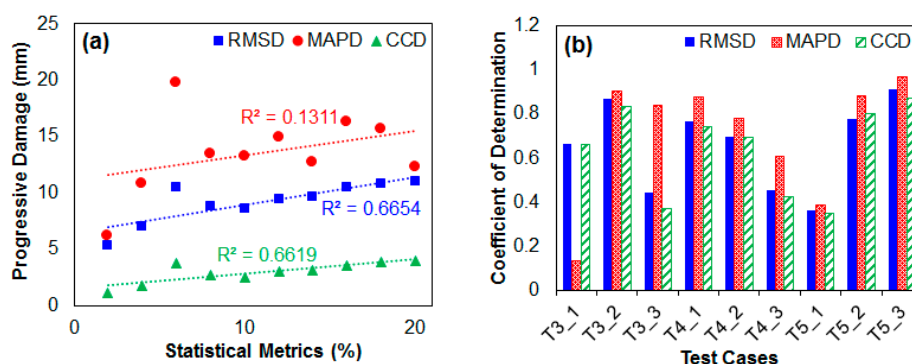 (a)
RMSD MAPD CCD
Progressive Damage (mm)
25
20
15
10
5
0
R² = 0.1311
R² = 0.6654
R² = 0.6619
0 10 20
Statistical Metrics (%)
(b)
RMSD MAPD CCD
Coefficient of Determination
1.2
1
0.8
0.6
0.4
0.2
0
T3_1 T3_2 T3_3 T4_1 T4_2 T4_3 T5_1 T5_2 T5_3
Test Cases